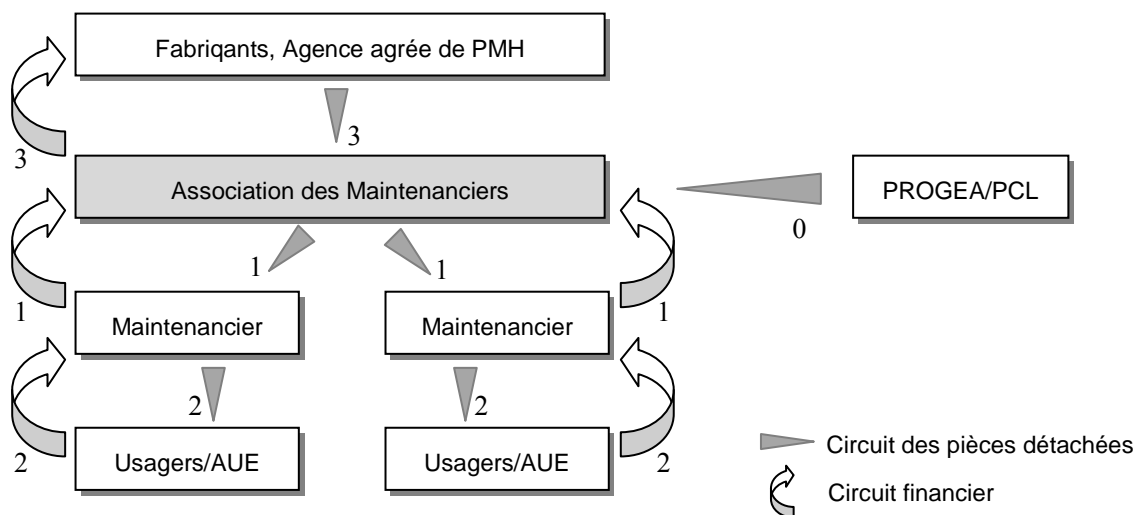 Fabriqants, Agence agrée de PMH
3
3
Association des Maintenanciers
PROGEA/PCL
0
1
1
1
1
Maintenancier
Maintenancier
2
2
2
2
Usagers/AUE
Usagers/AUE
Circuit des pièces détachées
Circuit financier